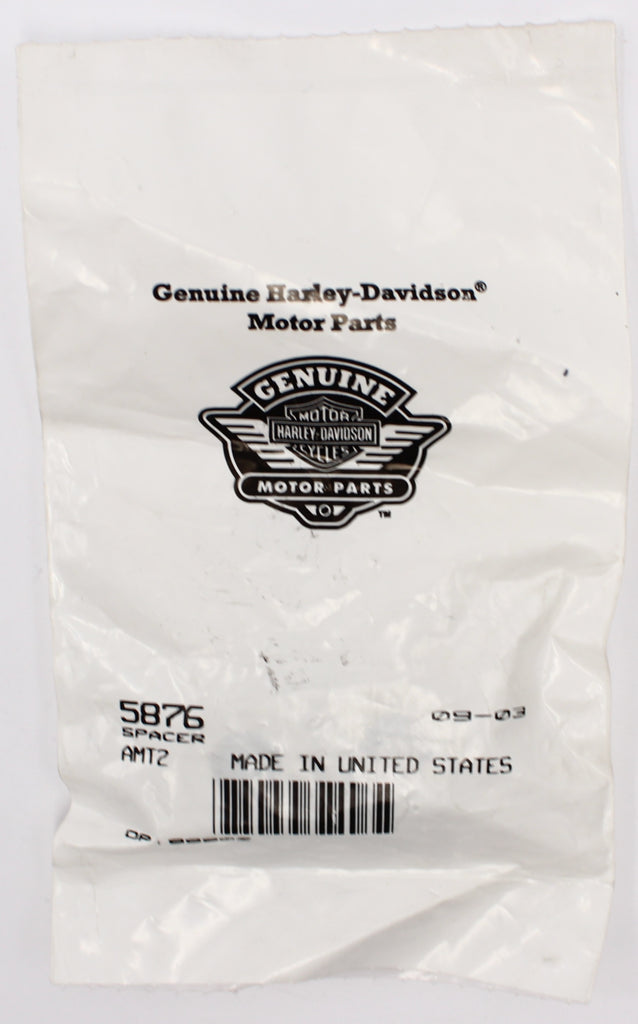 Genuine Harley-Davidson®
Motor Parts
GENUINE
MOTOR
HARLEY-DAVIDSON
CYCLES
MOTOR PARTS
™
5876 09-03
SPACER
AMT2 MADE IN UNITED STATES
OP.